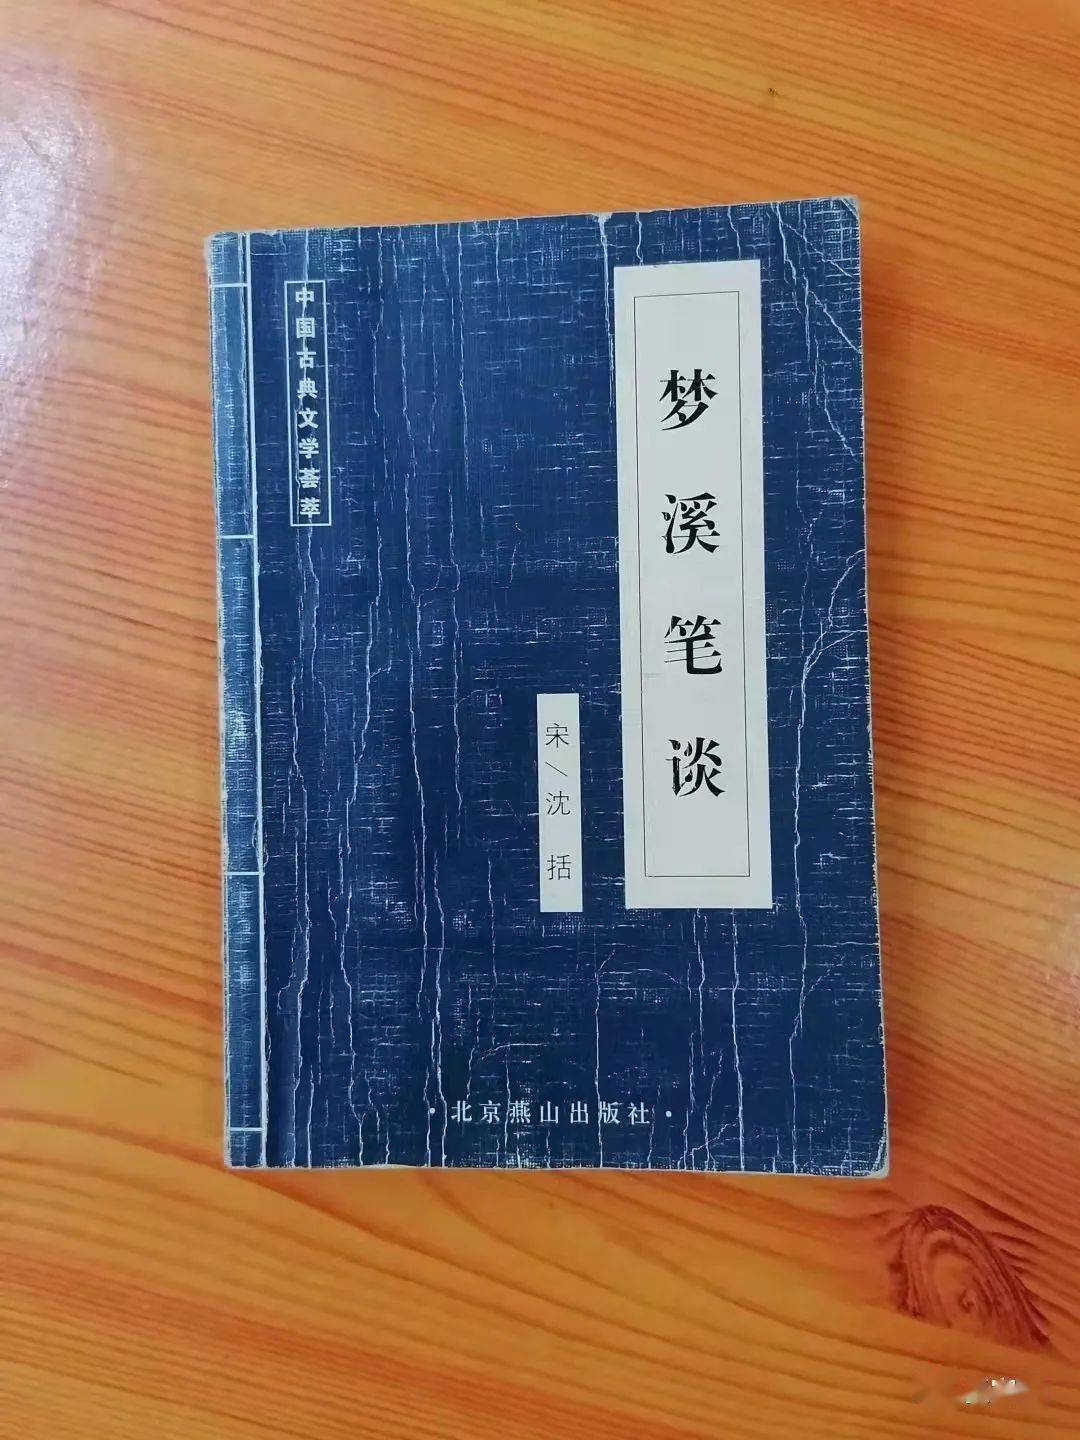 中国古典文学荟萃
梦溪笔谈
宋／沈括
·北京燕山出版社·